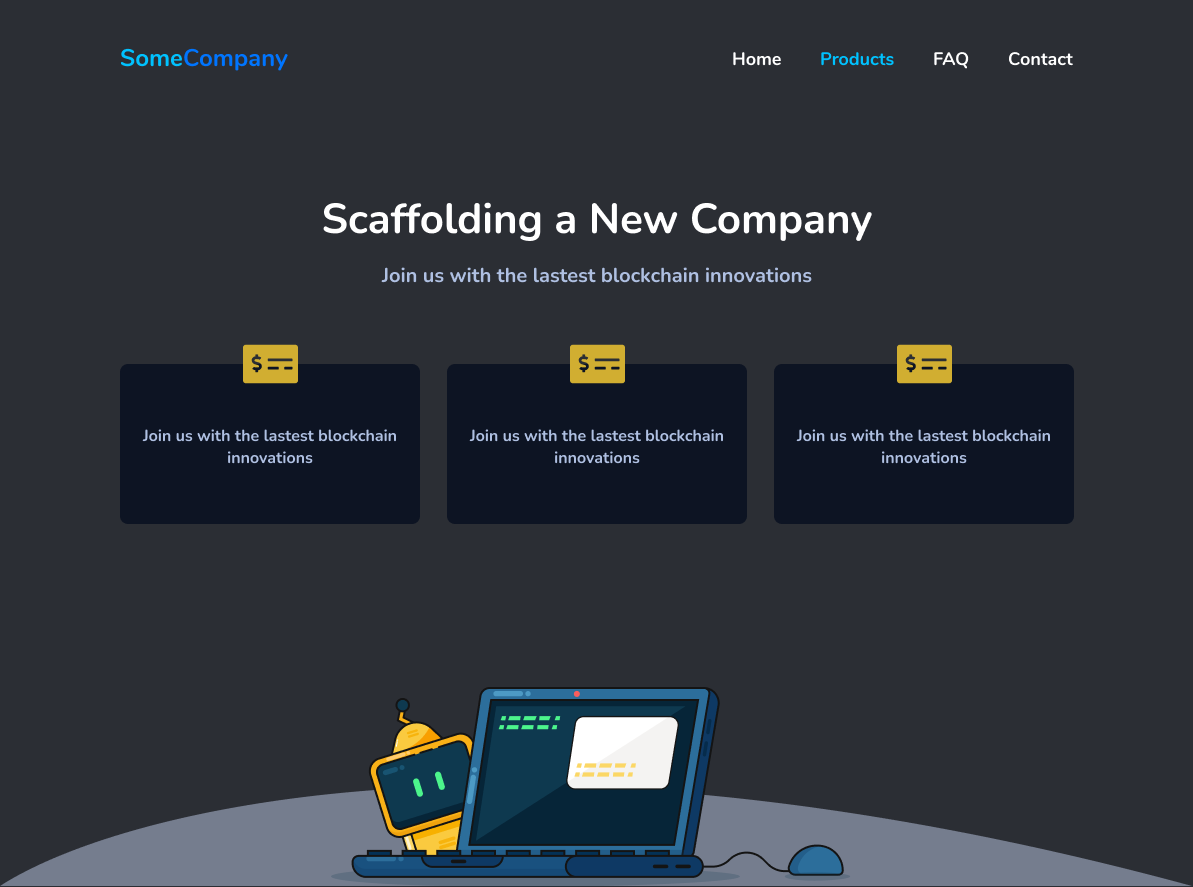 SomeCompany
Home Products FAQ Contact
Scaffolding a New Company
Join us with the lastest blockchain innovations
$ $ $
Join us with the lastest blockchain
innovations
Join us with the lastest blockchain
innovations
Join us with the lastest blockchain
innovations